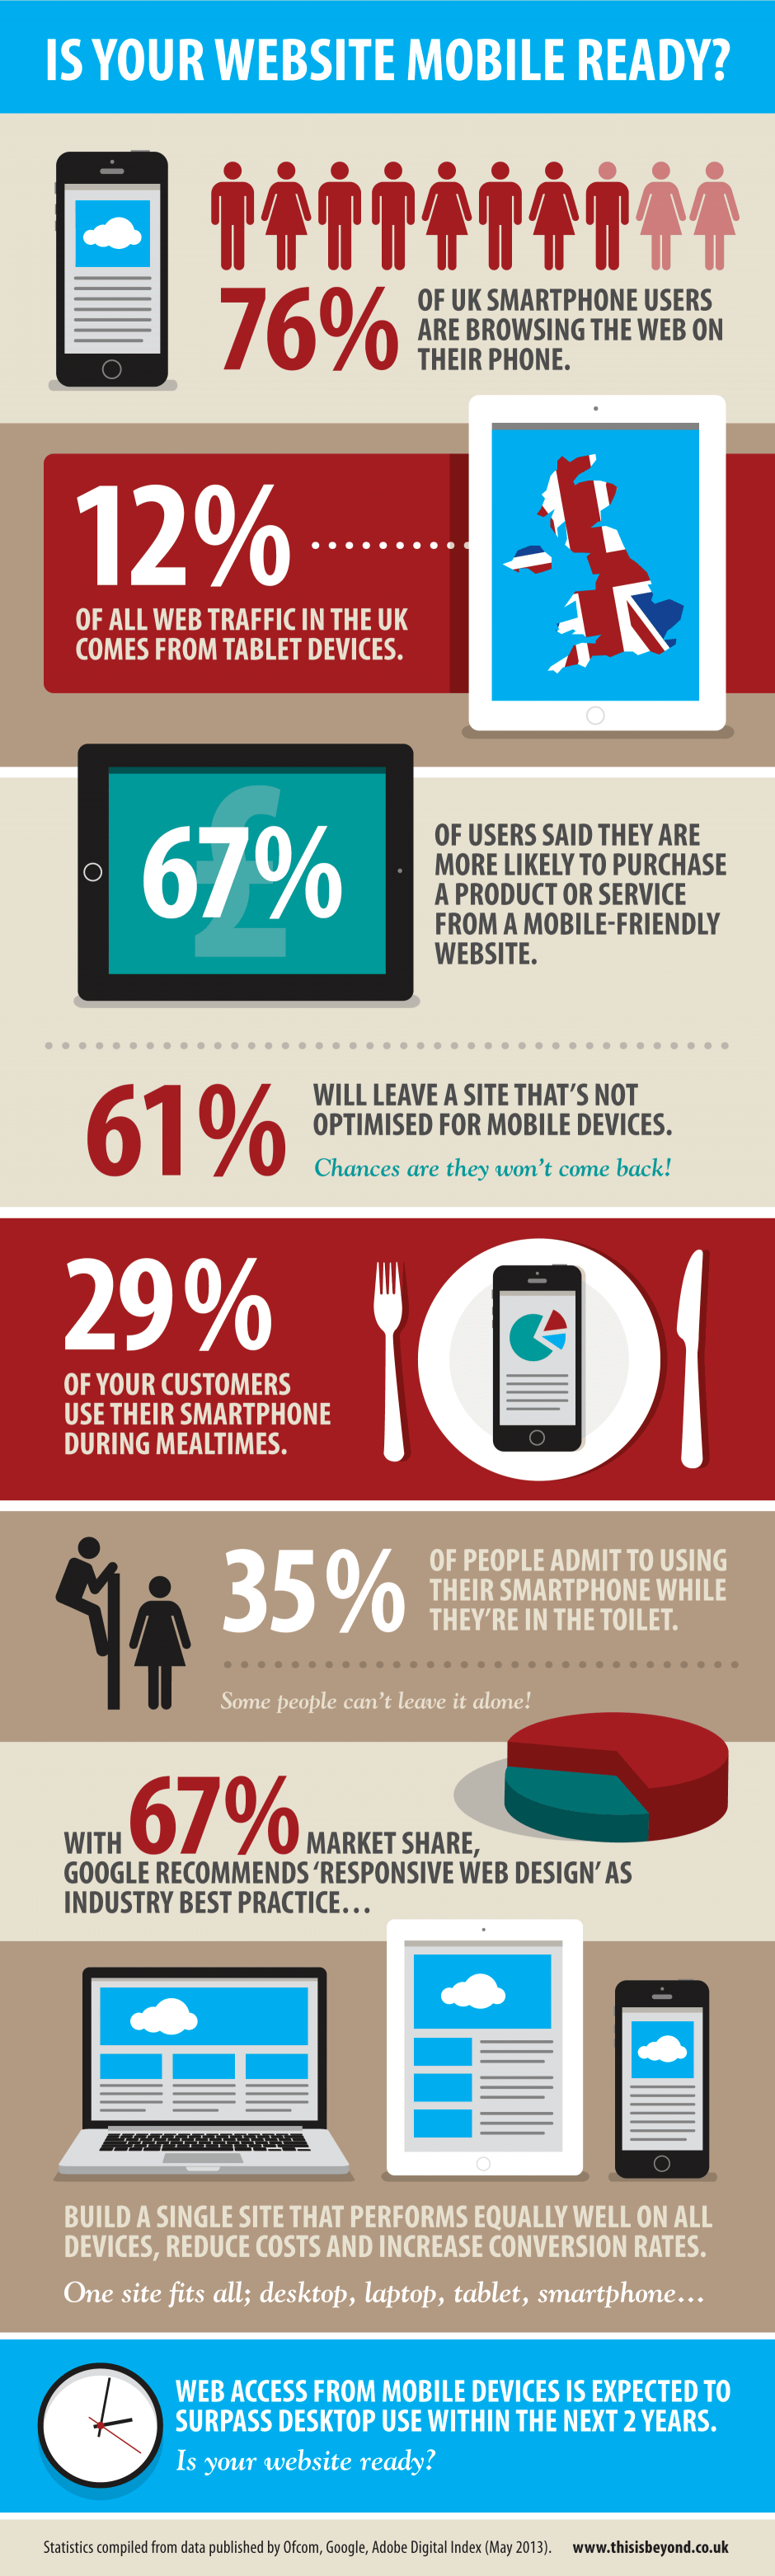 IS YOUR WEBSITE MOBILE READY?
76%
OF UK SMARTPHONE USERS
ARE BROWSING THE WEB ON
THEIR PHONE.
12%
OF ALL WEB TRAFFIC IN THE UK
COMES FROM TABLET DEVICES.
£
67%
OF USERS SAID THEY ARE
MORE LIKELY TO PURCHASE
A PRODUCT OR SERVICE
FROM A MOBILE-FRIENDLY
WEBSITE.
61%
WILL LEAVE A SITE THAT'S NOT
OPTIMISED FOR MOBILE DEVICES.
Chances are they won't come back!
29%
OF YOUR CUSTOMERS
USE THEIR SMARTPHONE
DURING MEALTIMES.
35%
OF PEOPLE ADMIT TO USING
THEIR SMARTPHONE WHILE
THEY'RE IN THE TOILET.
Some people can't leave it alone!
WITH 67% MARKET SHARE,
GOOGLE RECOMMENDS 'RESPONSIVE WEB DESIGN' AS
INDUSTRY BEST PRACTICE...
BUILD A SINGLE SITE THAT PERFORMS EQUALLY WELL ON ALL
DEVICES, REDUCE COSTS AND INCREASE CONVERSION RATES.
One site fits all; desktop, laptop, tablet, smartphone...
WEB ACCESS FROM MOBILE DEVICES IS EXPECTED TO
SURPASS DESKTOP USE WITHIN THE NEXT 2 YEARS.
Is your website ready?
Statistics compiled from data published by Ofcom, Google, Adobe Digital Index (May 2013). www.thisisbeyond.co.uk